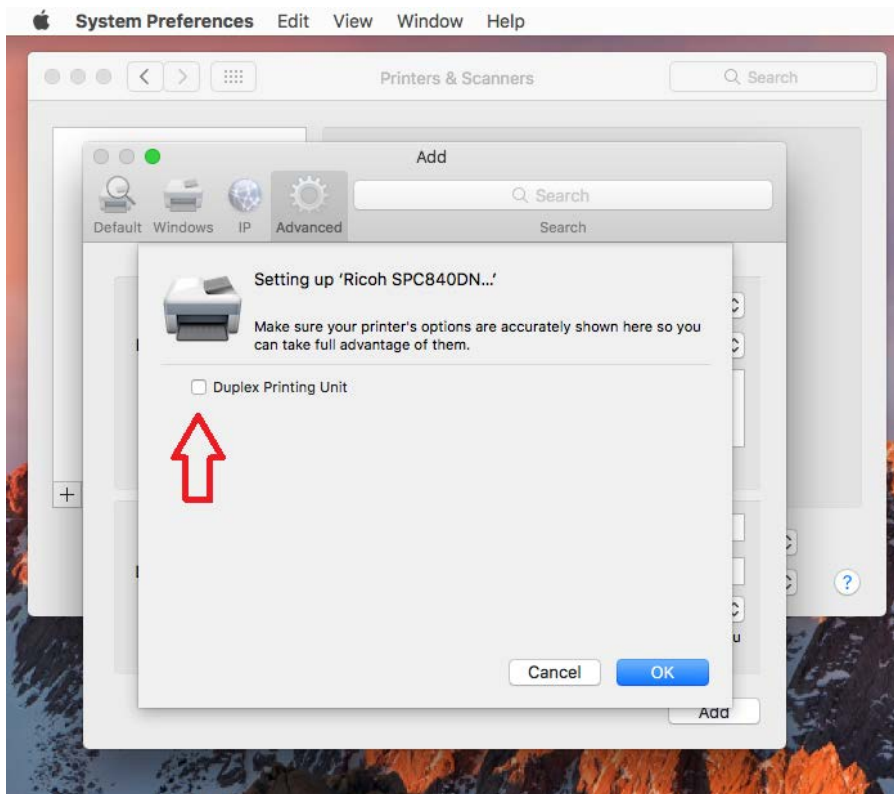 System Preferences Edit View Window Help
Printers & Scanners
Search
Add
Search
Default Windows IP Advanced
Search
Setting up 'Ricoh SPC840DN...'
Make sure your printer's options are accurately shown here so you
can take full advantage of them.
Duplex Printing Unit
+
?
u
Cancel OK
Add